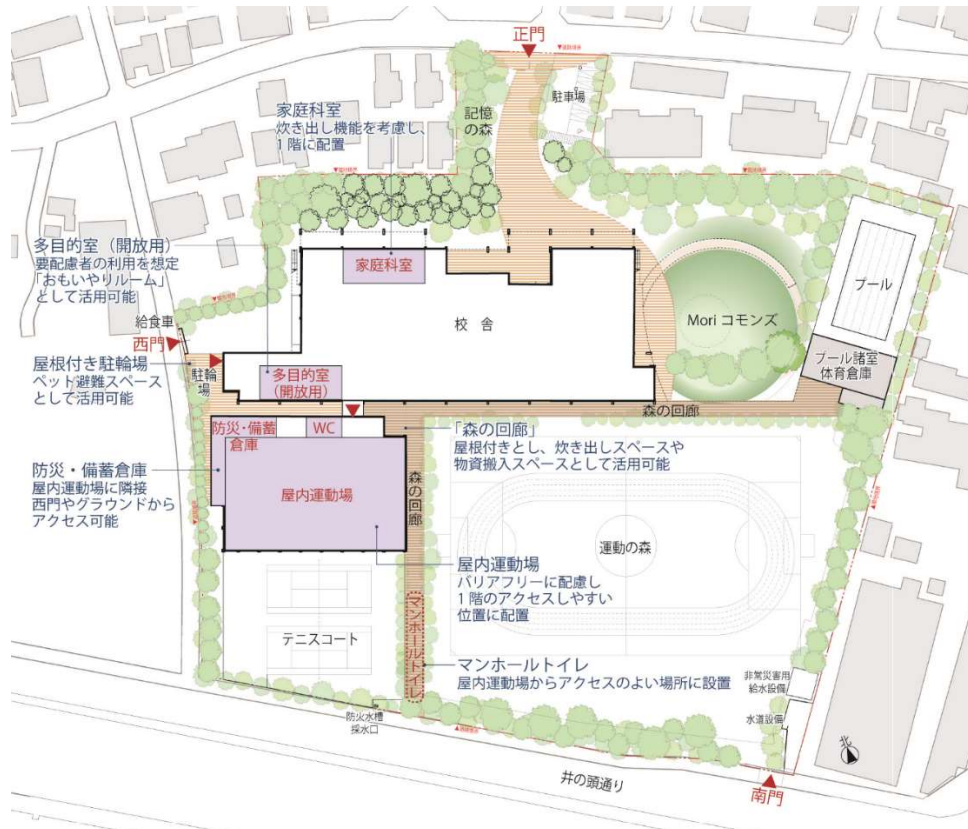 正門
駐車場
記憶
の森
家庭科室
炊き出し機能を考慮し、
1階に配置
多目的室（開放用）
要配慮者の利用を想定
「おもいやりルーム」
として活用可能
家庭科室
校 舎
Mori コモンズ
プール
プール諸室
体育倉庫
給食車
西門
駐輪
場
屋根付き駐輪場
ペット避難スペース
として活用可能
多目的室
（開放用）
森の回廊
防災・備蓄
倉庫
WC
「森の回廊」
屋根付きとし、炊き出しスペースや
物資搬入スペースとして活用可能
防災・備蓄倉庫
屋内運動場に隣接
西門やグラウンドから
アクセス可能
屋内運動場
森の回廊
運動の森
屋内運動場
バリアフリーに配慮し
1階のアクセスしやすい
位置に配置
テニスコート
マンホールトイレ
マンホールトイレ
屋内運動場からアクセスのよい場所に設置
非常災害用
給水設備
水道設備
防火水槽
採水口
井の頭通り
南門
北